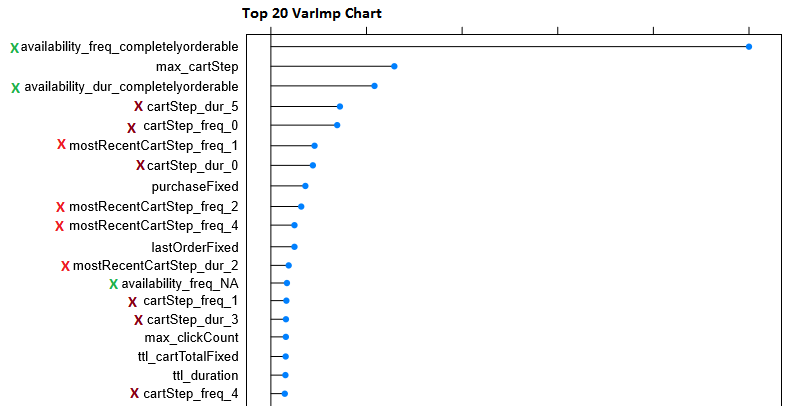 Top 20 VarImp Chart
X availability_freq_completelyorderable
max_cartStep
X availability_dur_completelyorderable
X cartStep_dur_5
X cartStep_freq_0
X mostRecentCartStep_freq_1
X cartStep_dur_0
purchaseFixed
X mostRecentCartStep_freq_2
X mostRecentCartStep_freq_4
lastOrderFixed
X mostRecentCartStep_dur_2
X availability_freq_NA
X cartStep_freq_1
X cartStep_dur_3
max_clickCount
ttl_cartTotalFixed
ttl_duration
X cartStep_freq_4